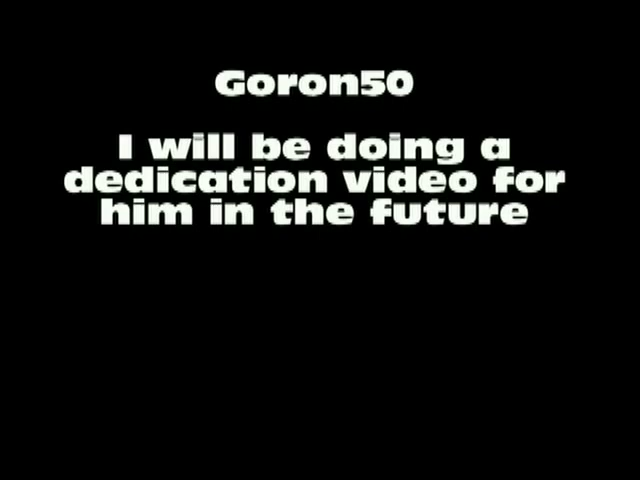 Goron50
I will be doing a
dedication video for
him in the future